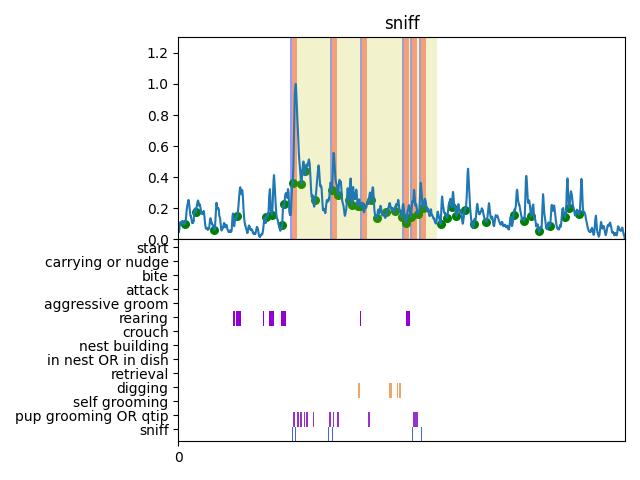 sniff
1.2
1.0
0.8
0.6
0.4
0.2
0.0
start
carrying or nudge
bite
attack
aggressive groom
rearing
crouch
nest building
in nest OR in dish
retrieval
digging
self grooming
pup grooming OR qtip
sniff
0